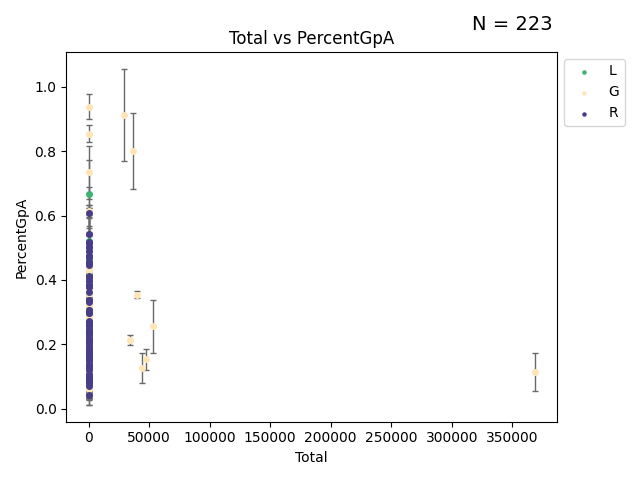 N = 223
Total vs PercentGpA
L
G
R
1.0
0.8
0.6
0.4
0.2
0.0
PercentGpA
0 50000 100000 150000 200000 250000 300000 350000
Total